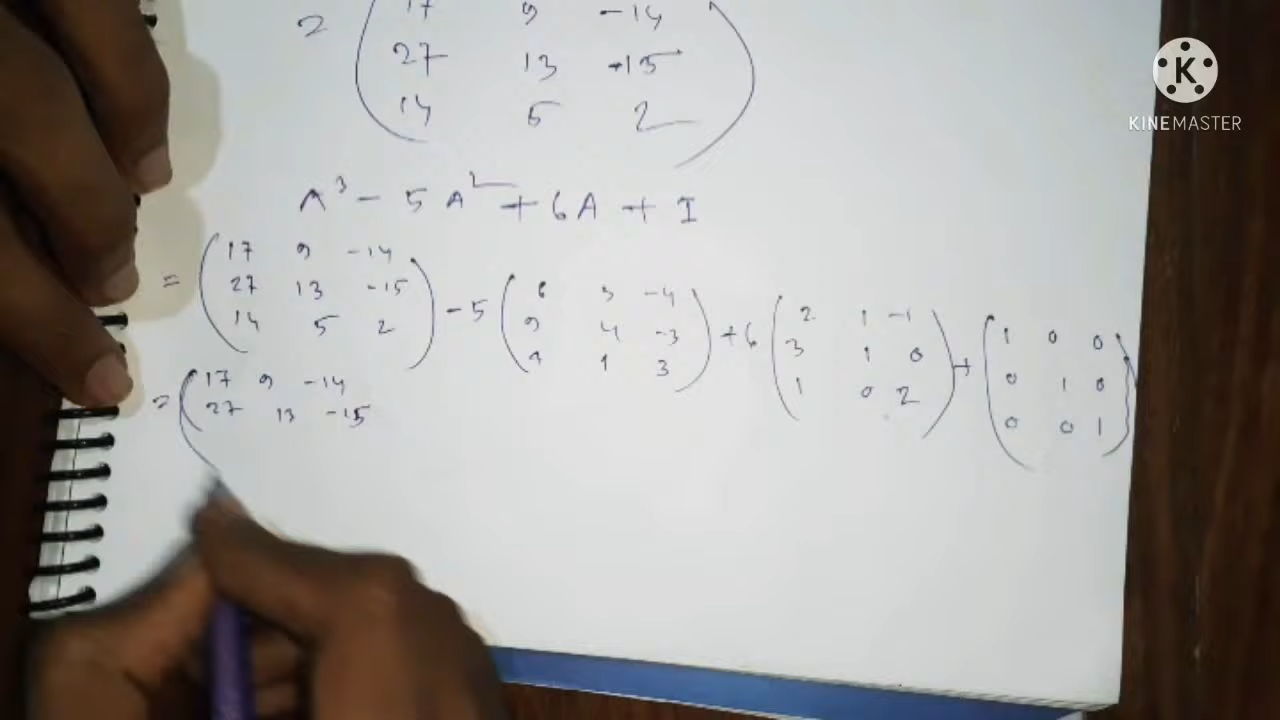 = 17 9 -14
27 13 -15
14 5 2
A³ - 5A² + 6A + I
= (17 9 -14 27 13 -15 14 5 2) - 5 (6 3 -4 9 4 -3 4 1 3) + 6 (2 1 -1 3 1 0 1 0 2) + (1 0 0 0 1 0 0 0 1)
= (17 9 -14
27 13 -15
K
KINEMASTER